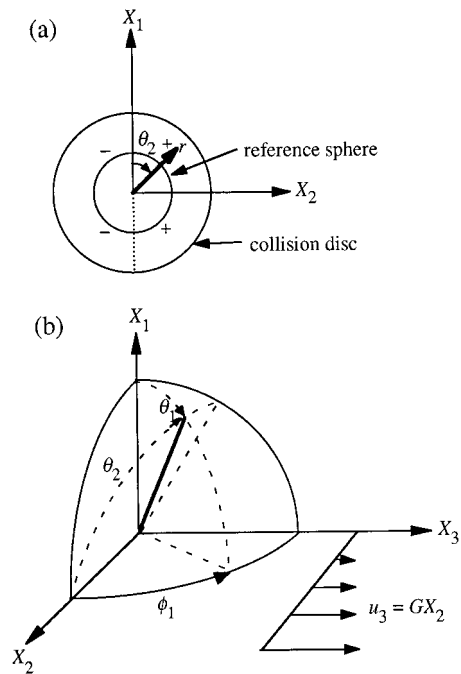 (a)
X₁
θ₂
+
r
−
reference sphere
X₂
−
+
collision disc
(b)
X₁
θ₁
θ₂
X₃
ϕ₁
u₃ = GX₂
X₂